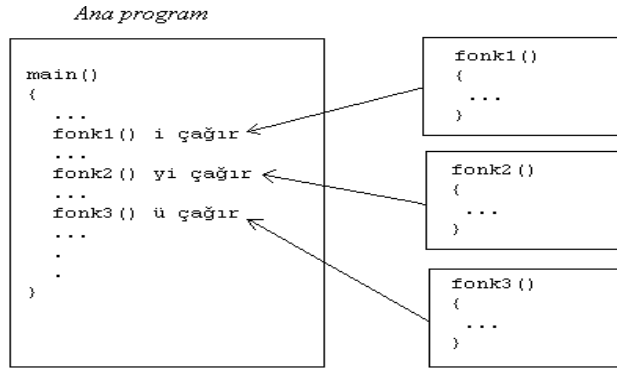 Ana program
main()
{
...
fonk1() i çağır
...
fonk2() yi çağır
...
fonk3() ü çağır
...
.
.
}
fonk1()
{
...
}
fonk2()
{
...
}
fonk3()
{
...
}